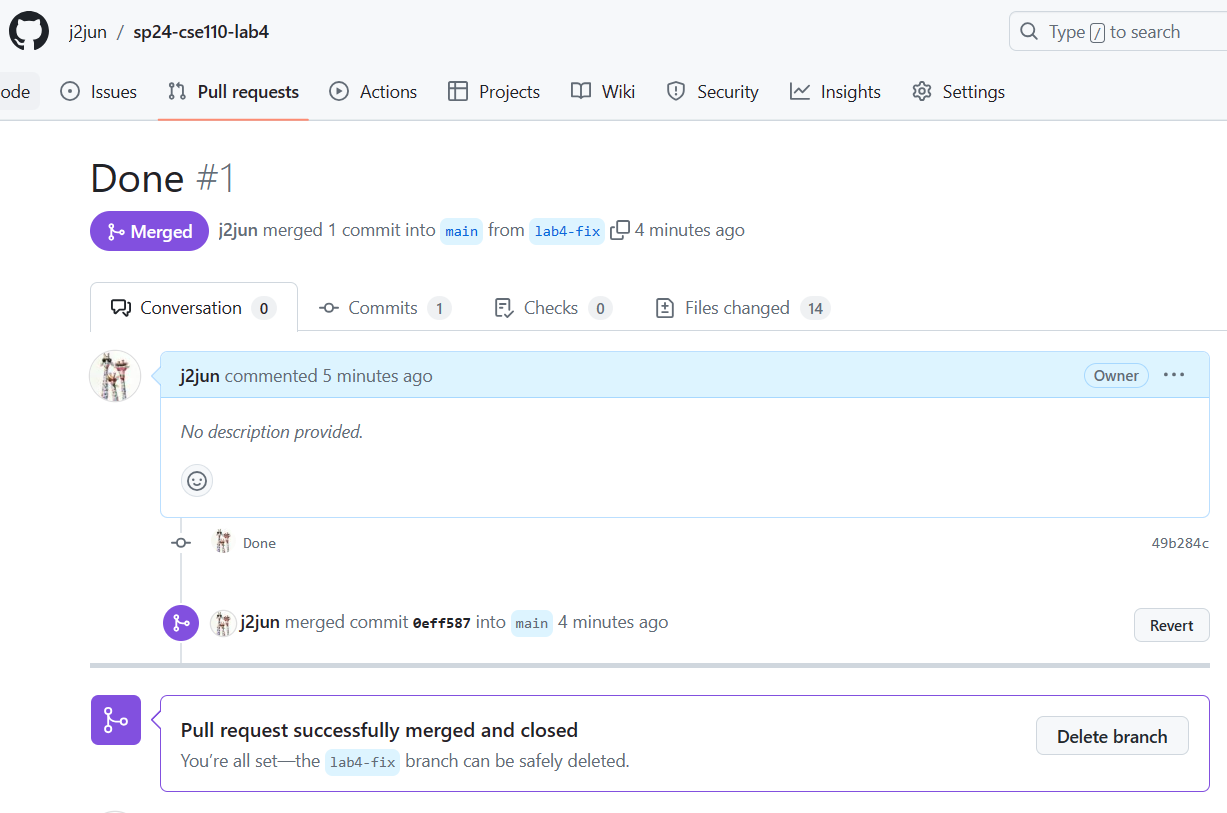 j2jun / sp24-cse110-lab4 Type / to search
ode Issues Pull requests Actions Projects Wiki Security Insights Settings
Done #1
Merged j2jun merged 1 commit into main from lab4-fix 4 minutes ago
Conversation 0 Commits 1 Checks 0 Files changed 14
j2jun commented 5 minutes ago Owner ...
No description provided.
Done 49b284c
j2jun merged commit 0eff587 into main 4 minutes ago Revert
Pull request successfully merged and closed
Delete branch
You're all set—the lab4-fix branch can be safely deleted.